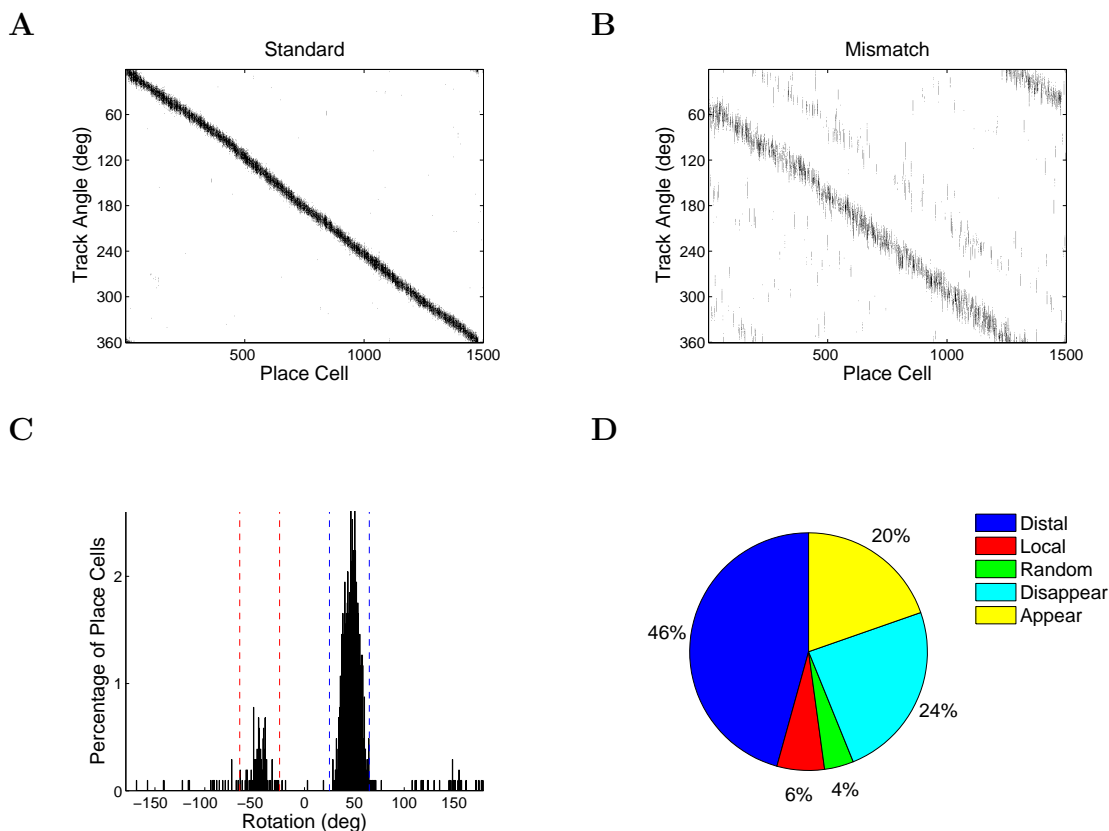 A
Standard
Track Angle (deg)
60
120
180
240
300
360
500
1000
1500
Place Cell
B
Mismatch
Track Angle (deg)
60
120
180
240
300
360
500
1000
1500
Place Cell
C
Percentage of Place Cells
2
1
0
−150
−100
−50
0
50
100
150
Rotation (deg)
D
46%
20%
24%
4%
6%
Distal
Local
Random
Disappear
Appear